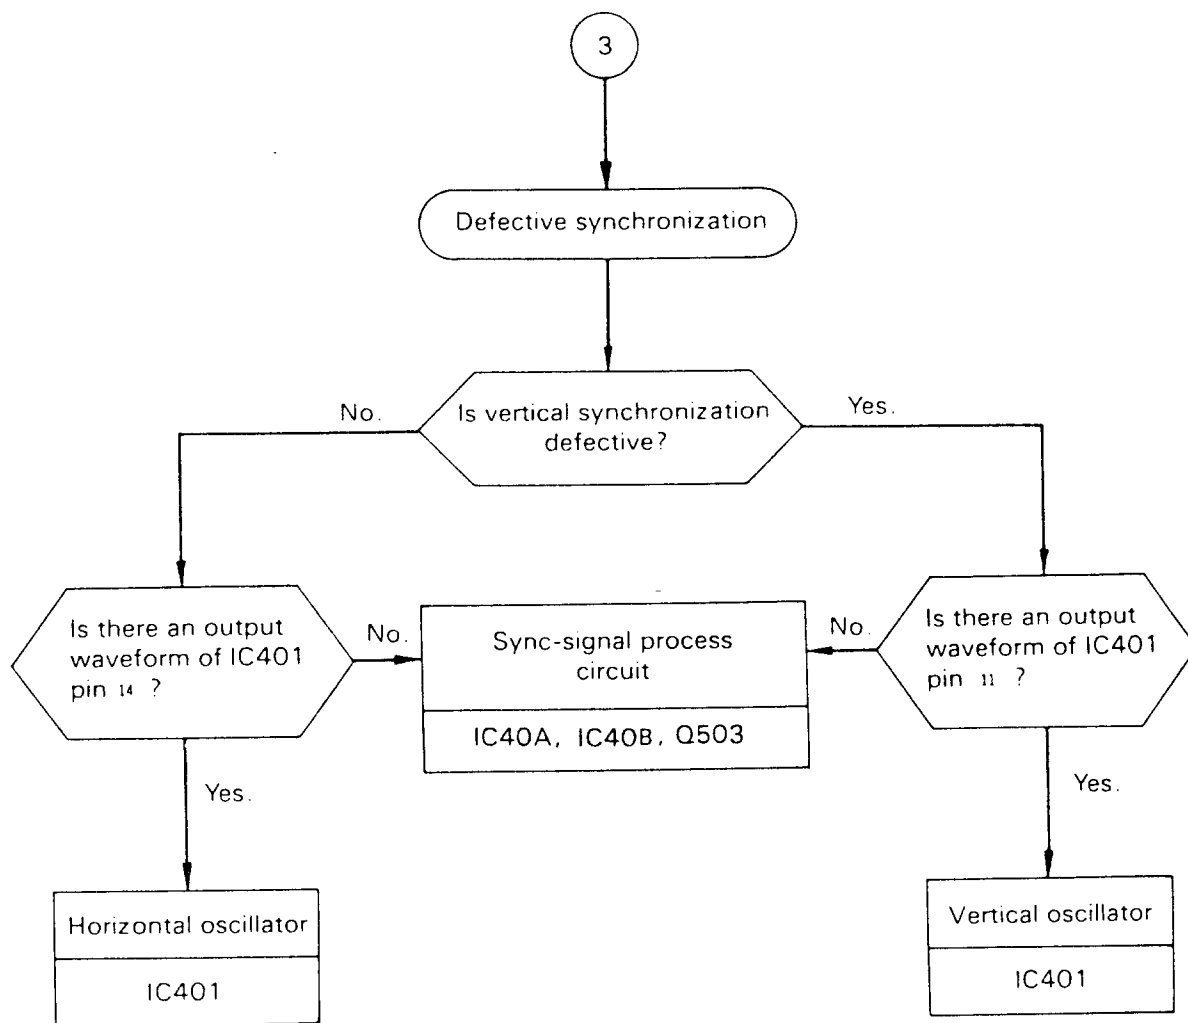 3
Defective synchronization
Is vertical synchronization
defective?
No.
Yes.
Is there an output
waveform of IC401
pin 14 ?
No.
Sync-signal process
circuit
IC40A, IC40B, Q503
No.
Is there an output
waveform of IC401
pin 11 ?
Yes.
Yes.
Horizontal oscillator
IC401
Vertical oscillator
IC401